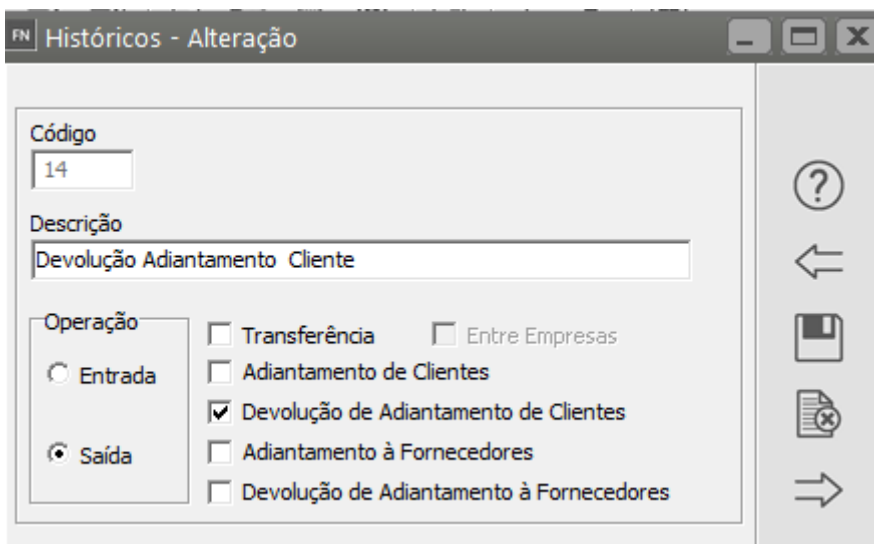 FN Históricos - Alteração
Código
14
Descrição
Devolução Adiantamento  Cliente
Operação
Entrada
Saída
Transferência
Entre Empresas
Adiantamento de Clientes
Devolução de Adiantamento de Clientes
Adiantamento à Fornecedores
Devolução de Adiantamento à Fornecedores
?